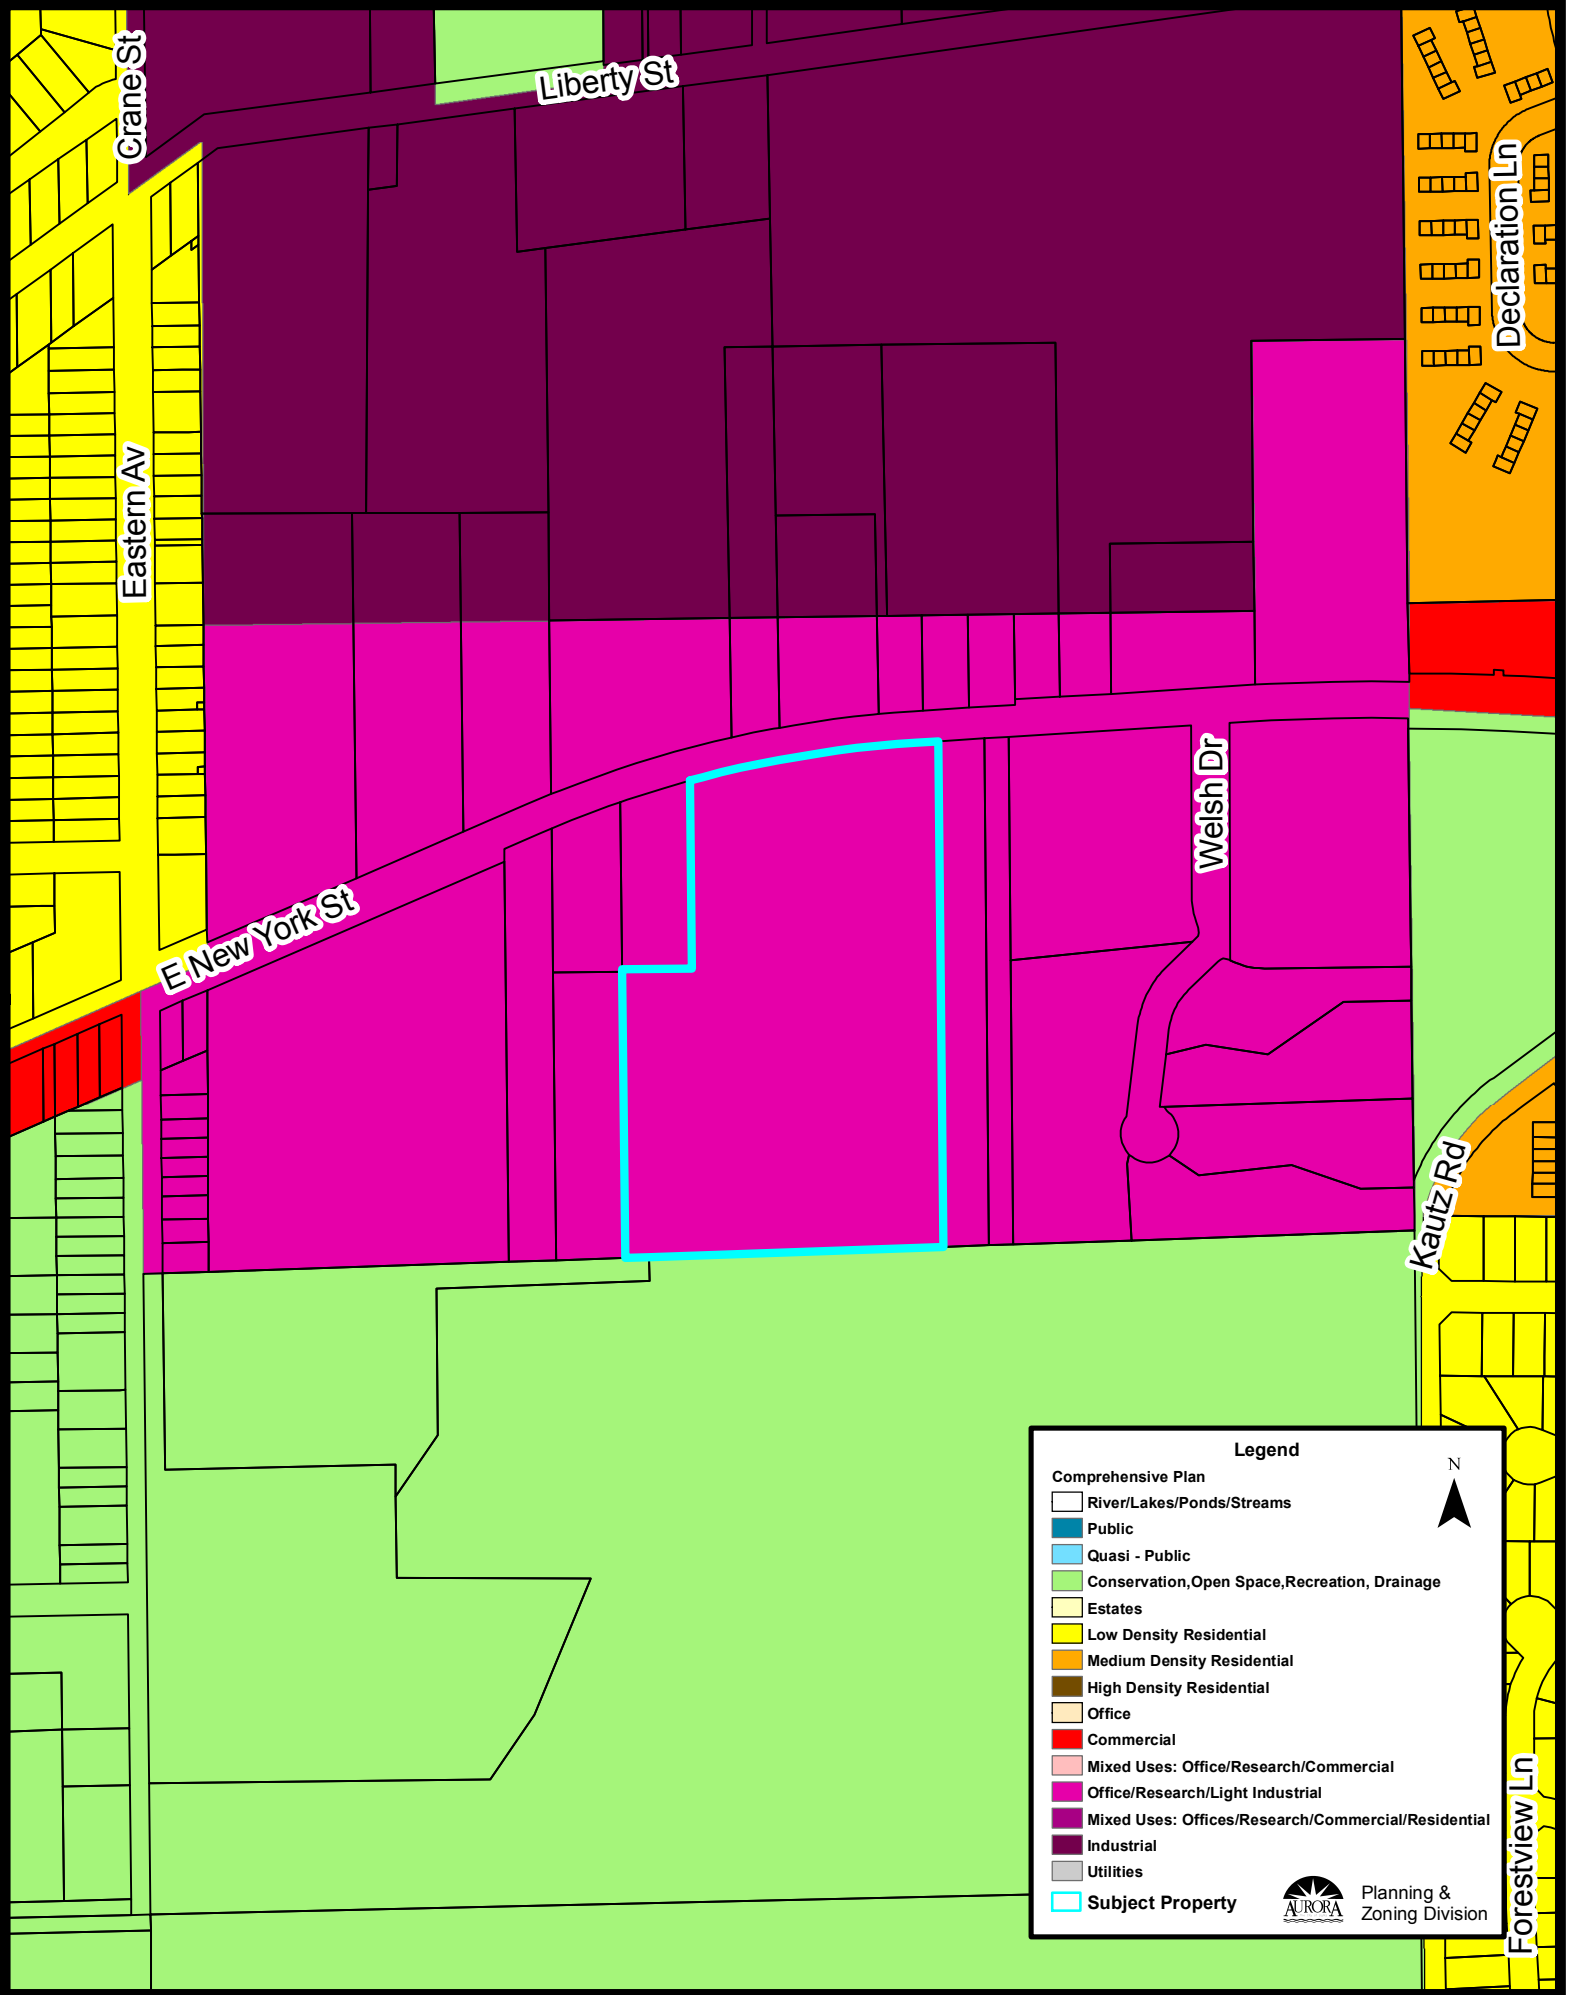 Crane St
Liberty St
Declaration Ln
Eastern Av
Welsh Dr
E New York St
Kautz Rd
Legend
Comprehensive Plan
N
River/Lakes/Ponds/Streams
Public
Quasi - Public
Conservation,Open Space,Recreation, Drainage
Estates
Low Density Residential
Medium Density Residential
High Density Residential
Office
Commercial
Mixed Uses: Office/Research/Commercial
Office/Research/Light Industrial
Mixed Uses: Offices/Research/Commercial/Residential
Industrial
Utilities
Subject Property
AURORA
Planning &
Zoning Division
Forestview Ln